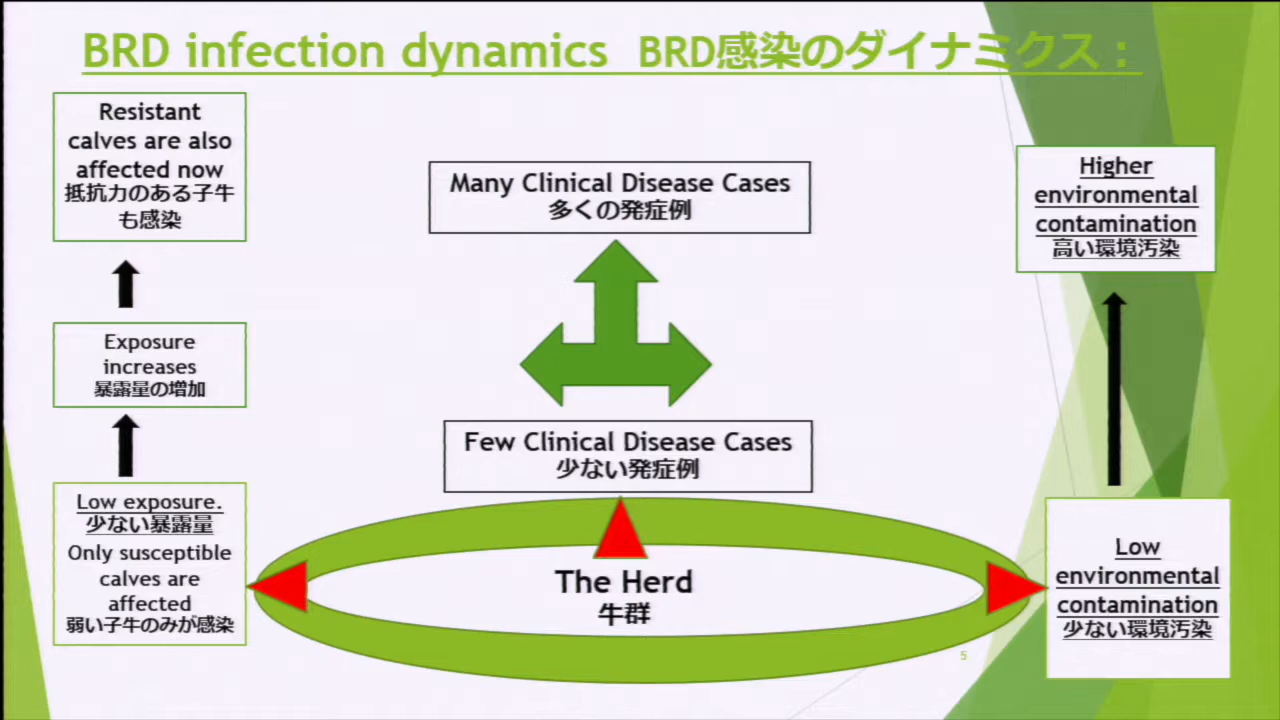 BRD infection dynamics BRD感染のダイナミクス：
Resistant
calves are also
affected now
抵抗力のある子牛
も感染
Many Clinical Disease Cases
多くの発症例
Higher
environmental
contamination
高い環境汚染
Exposure
increases
暴露量の増加
Few Clinical Disease Cases
少ない発症例
Low exposure.
少ない暴露量
Only susceptible
calves are
affected
弱い子牛のみが感染
The Herd
牛群
Low
environmental
contamination
少ない環境汚染
5